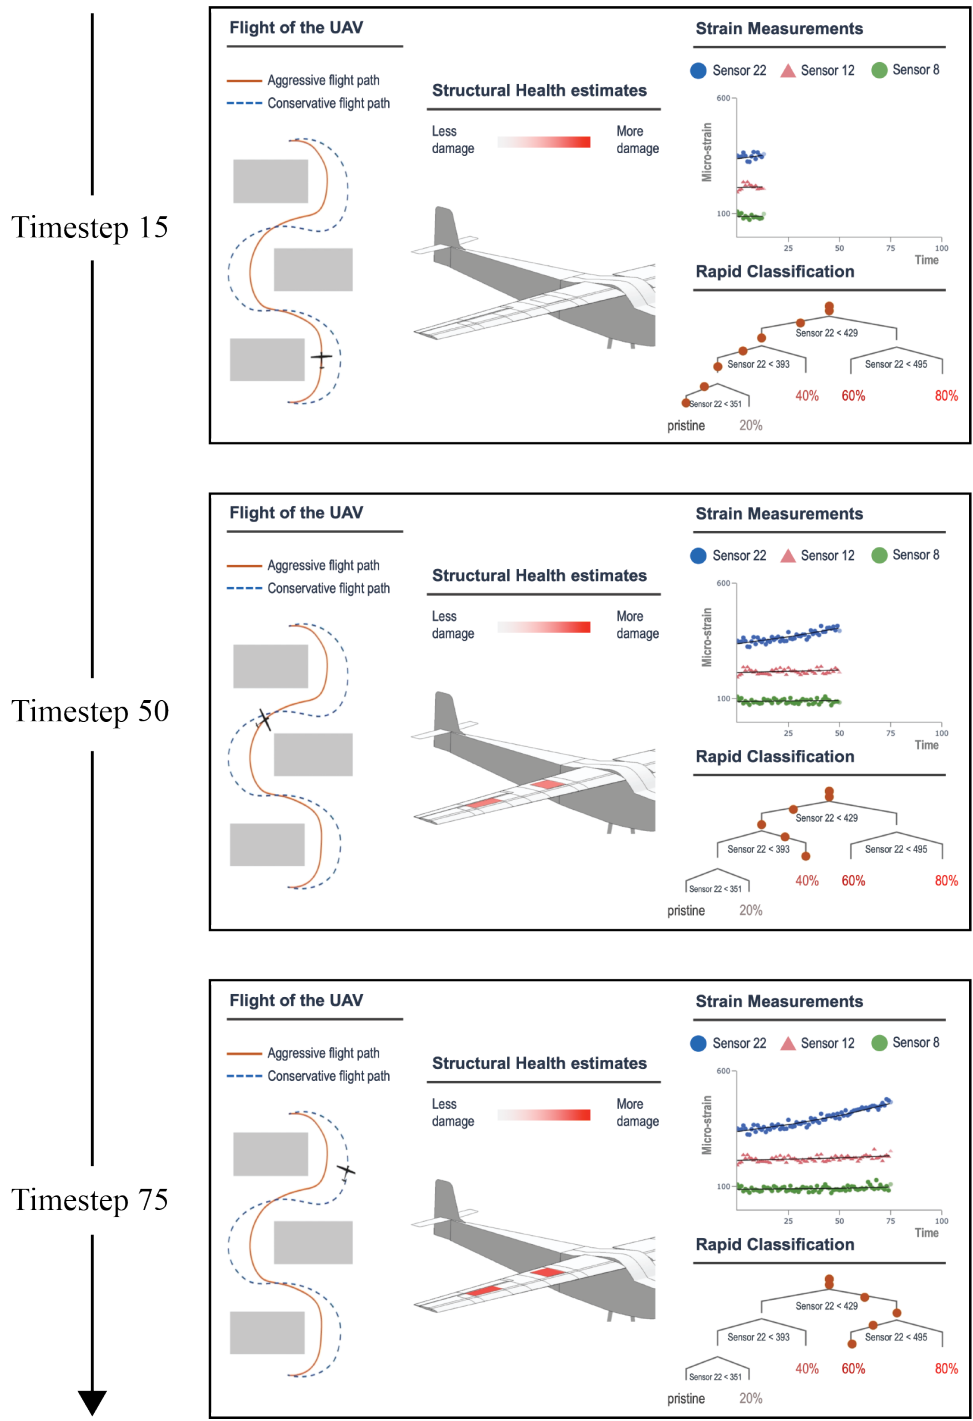 Timestep 15
Flight of the UAV
Aggressive flight path
Conservative flight path
Structural Health estimates
Less damage
More damage
Strain Measurements
Sensor 22
Sensor 12
Sensor 8
600
Micro-strain
100
25
50
75
100
Time
Rapid Classification
Sensor 22 < 429
Sensor 22 < 393
Sensor 22 < 495
40%
60%
80%
Sensor 22 < 351
pristine
20%
Timestep 50
Flight of the UAV
Aggressive flight path
Conservative flight path
Structural Health estimates
Less damage
More damage
Strain Measurements
Sensor 22
Sensor 12
Sensor 8
600
Micro-strain
100
25
50
75
100
Time
Rapid Classification
Sensor 22 < 429
Sensor 22 < 393
Sensor 22 < 495
40%
60%
80%
Sensor 22 < 351
pristine
20%
Timestep 75
Flight of the UAV
Aggressive flight path
Conservative flight path
Structural Health estimates
Less damage
More damage
Strain Measurements
Sensor 22
Sensor 12
Sensor 8
600
Micro-strain
100
25
50
75
100
Time
Rapid Classification
Sensor 22 < 429
Sensor 22 < 393
Sensor 22 < 495
40%
60%
80%
Sensor 22 < 351
pristine
20%